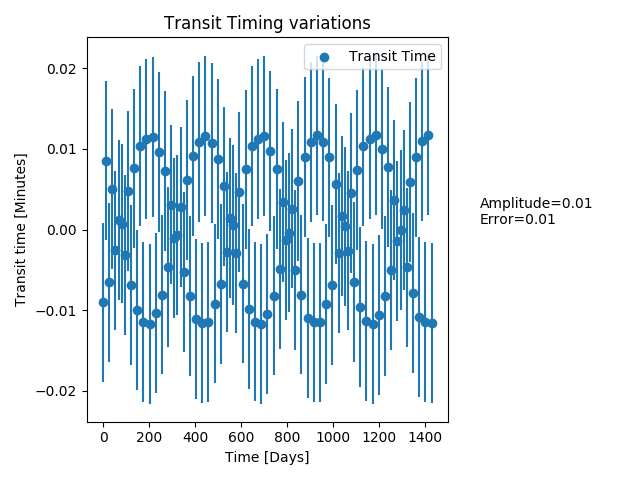 Transit Timing variations
Transit Time
0.02
0.01
0.00
−0.01
−0.02
Transit time [Minutes]
0
200
400
600
800
1000
1200
1400
Time [Days]
Amplitude=0.01
Error=0.01